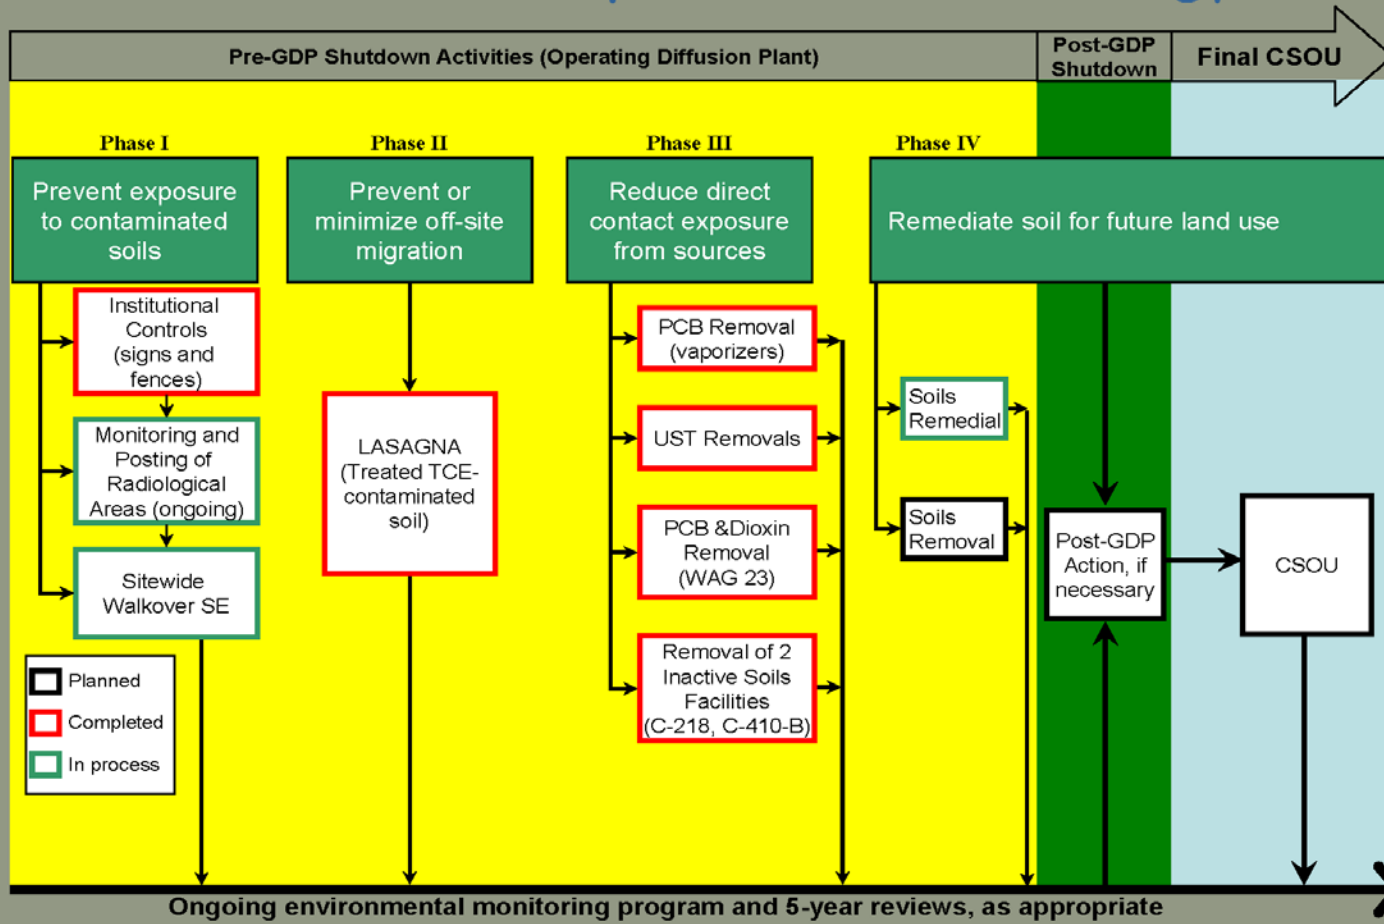 Pre-GDP Shutdown Activities (Operating Diffusion Plant)
Post-GDP
Shutdown
Final CSOU
Phase I
Phase II
Phase III
Phase IV
Prevent exposure
to contaminated
soils
Prevent or
minimize off-site
migration
Reduce direct
contact exposure
from sources
Remediate soil for future land use
Institutional
Controls
(signs and
fences)
Monitoring and
Posting of
Radiological
Areas (ongoing)
Sitewide
Walkover SE
LASAGNA
(Treated TCE-
contaminated
soil)
PCB Removal
(vaporizers)
UST Removals
PCB &Dioxin
Removal
(WAG 23)
Removal of 2
Inactive Soils
Facilities
(C-218, C-410-B)
Soils
Remedial
Soils
Removal
Post-GDP
Action, if
necessary
CSOU
Planned
Completed
In process
Ongoing environmental monitoring program and 5-year reviews, as appropriate